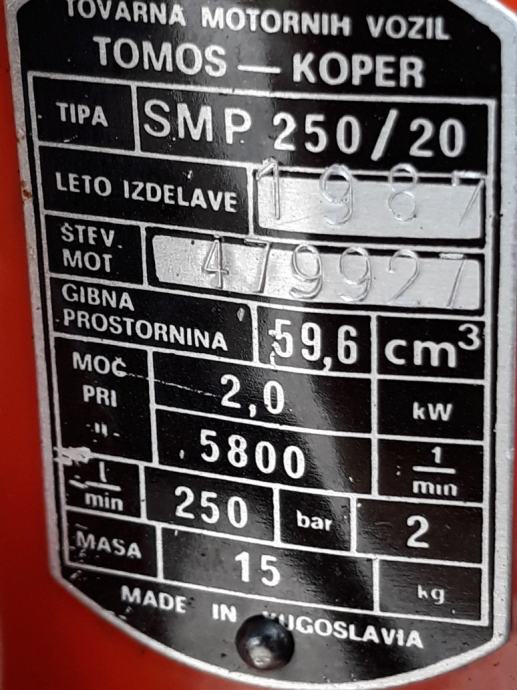 TOVARNA MOTORNIH VOZIL
TOMOS — KOPER
TIPA SMP 250/20
LETO IZDELAVE 1987
ŠTEV. MOT 479927
GIBNA PROSTORNINA 59,6 cm³
MOČ 2,0 kW
PRI -"- 5800 1/min
l/min 250 bar 2
MASA 15 kg
MADE IN YUGOSLAVIA